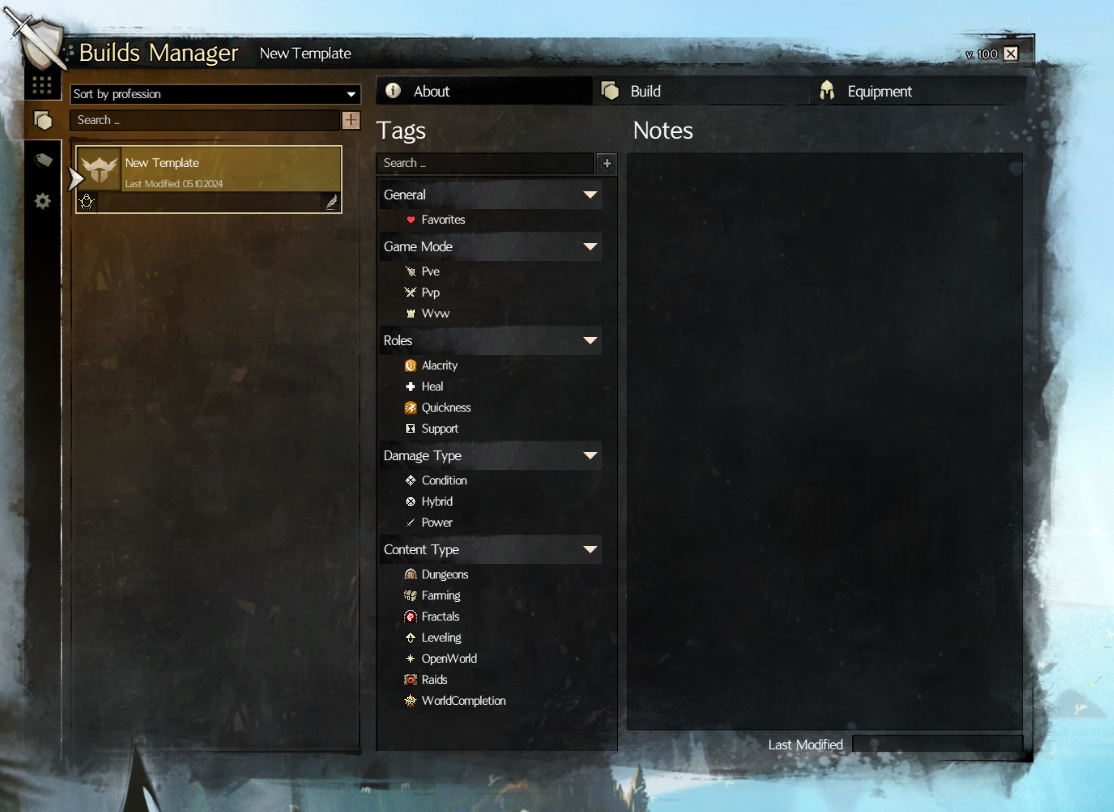 Builds Manager
New Template
v. 1.0.0
Sort by profession
Search ...
New Template
Last Modified: 05.10.2024
About
Build
Equipment
Tags
Search ...
General
Favorites
Game Mode
Pve
Pvp
Wvw
Roles
Alacrity
Heal
Quickness
Support
Damage Type
Condition
Hybrid
Power
Content Type
Dungeons
Farming
Fractals
Leveling
OpenWorld
Raids
WorldCompletion
Notes
Last Modified